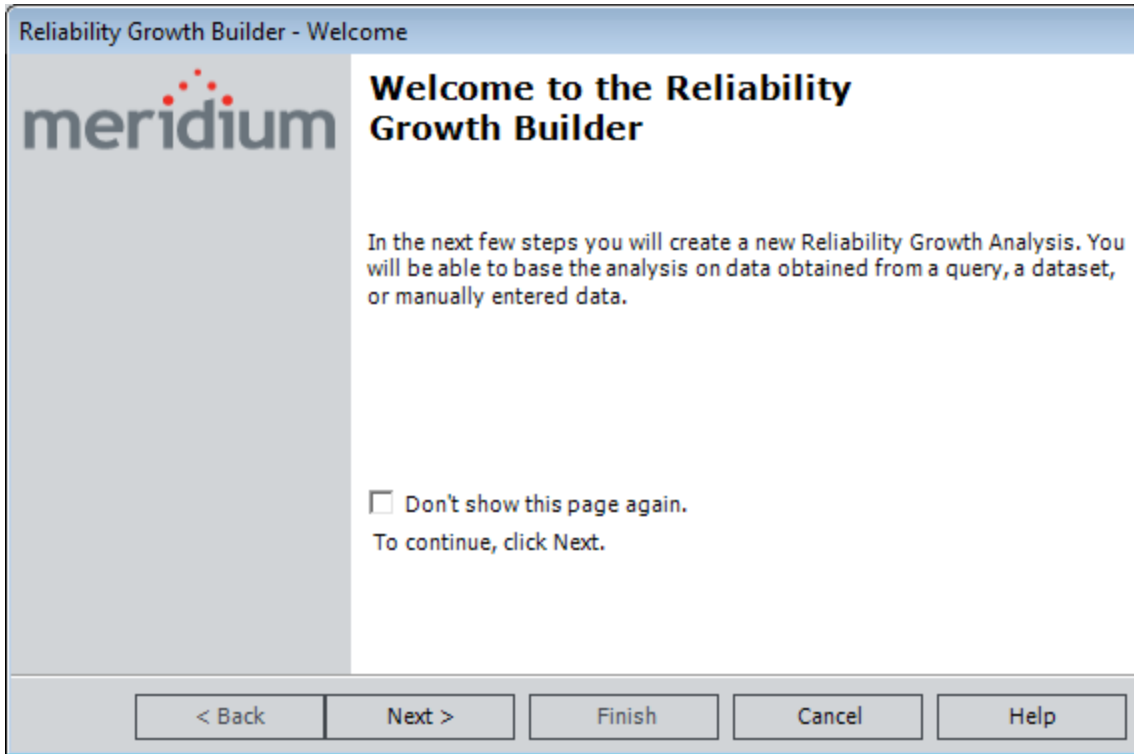 Reliability Growth Builder - Welcome
meridium
Welcome to the Reliability
Growth Builder
In the next few steps you will create a new Reliability Growth Analysis. You
will be able to base the analysis on data obtained from a query, a dataset,
or manually entered data.
Don't show this page again.
To continue, click Next.
< Back
Next >
Finish
Cancel
Help